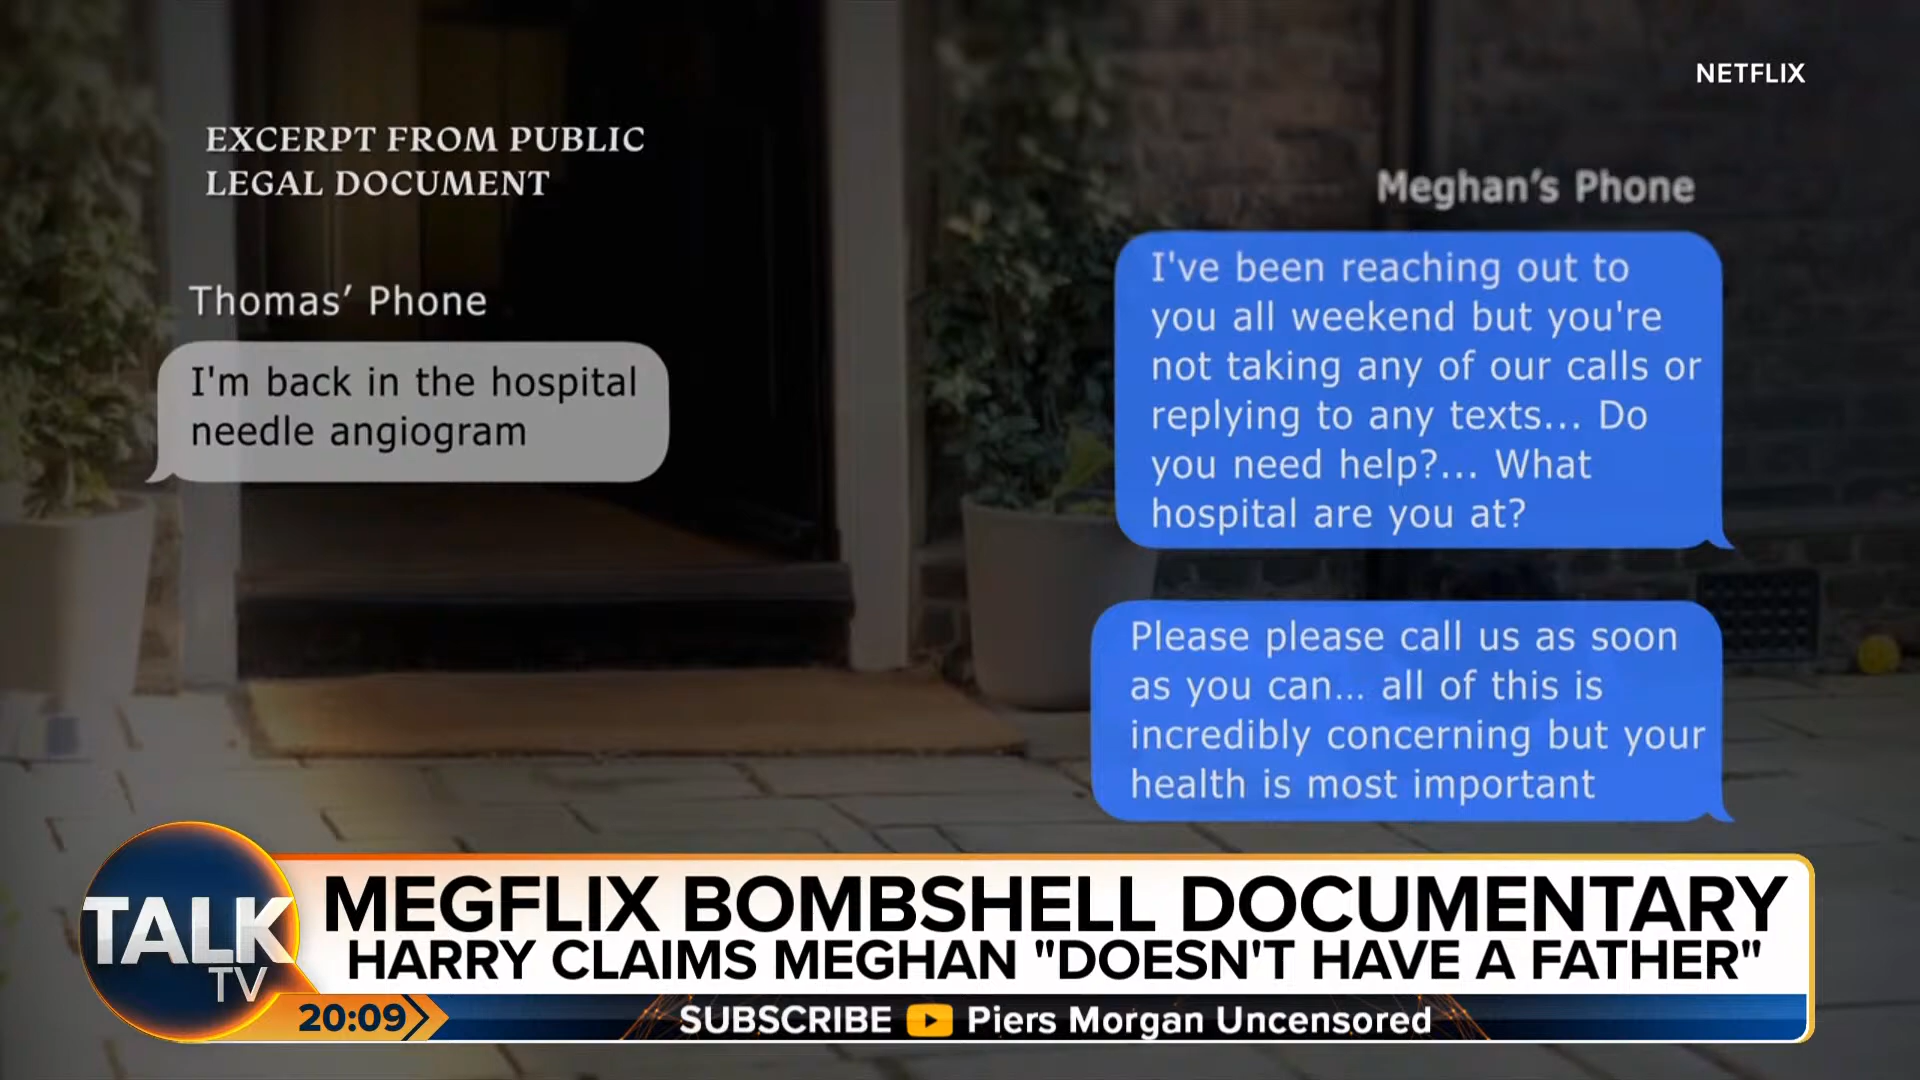 NETFLIX
EXCERPT FROM PUBLIC
LEGAL DOCUMENT
Thomas’ Phone
I'm back in the hospital
needle angiogram
Meghan’s Phone
I've been reaching out to
you all weekend but you're
not taking any of our calls or
replying to any texts... Do
you need help?... What
hospital are you at?
Please please call us as soon
as you can... all of this is
incredibly concerning but your
health is most important
TALK
TV
MEGFLIX BOMBSHELL DOCUMENTARY
HARRY CLAIMS MEGHAN "DOESN'T HAVE A FATHER"
20:09
SUBSCRIBE Piers Morgan Uncensored